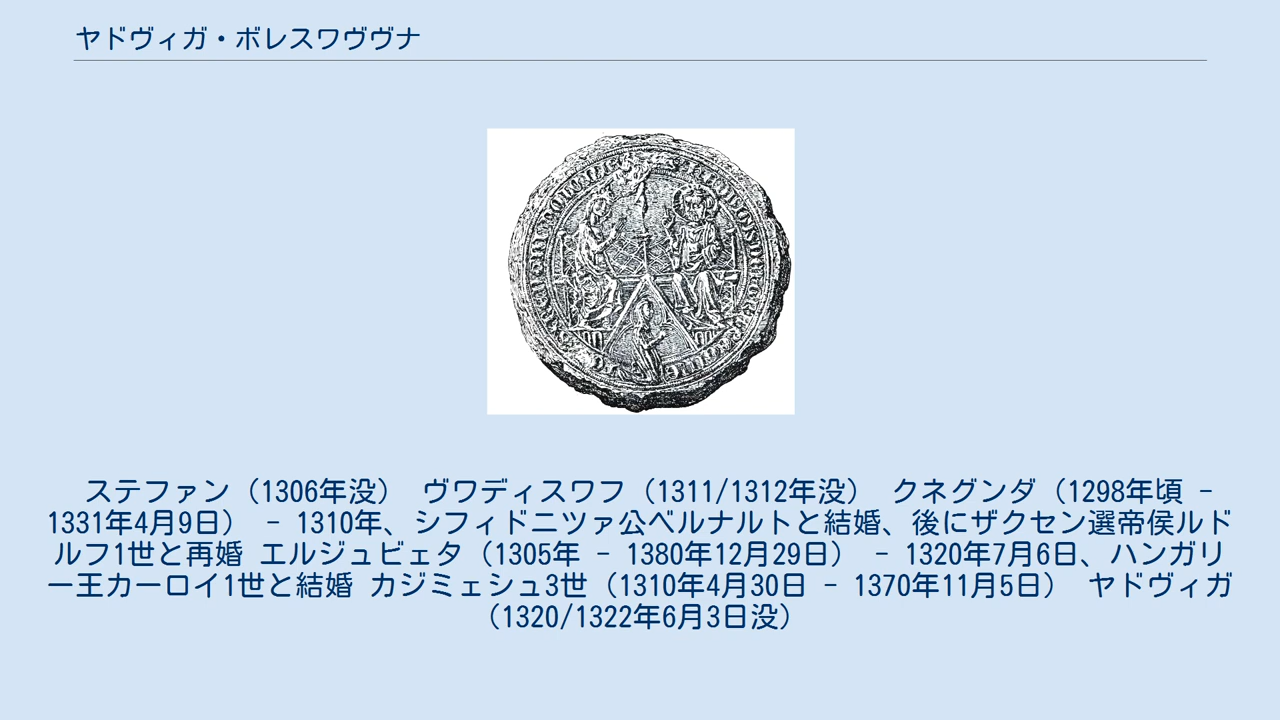 ヤドヴィガ・ボレスワヴヴナ
ステファン（1306年没） ヴワディスワフ（1311/1312年没） クネグンダ（1298年頃 -
1331年4月9日） - 1310年、シフィドニツァ公ベルナルトと結婚、後にザクセン選帝侯ルド
ルフ1世と再婚 エルジュビェタ（1305年 - 1380年12月29日） - 1320年7月6日、ハンガリ
ー王カーロイ1世と結婚 カジミェシュ3世（1310年4月30日 - 1370年11月5日） ヤドヴィガ
（1320/1322年6月3日没）